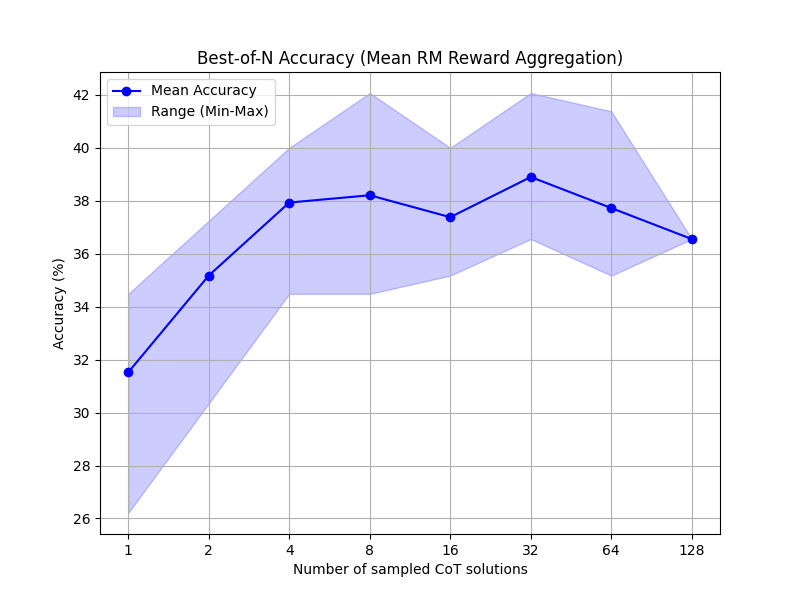 Best-of-N Accuracy (Mean RM Reward Aggregation)
Mean Accuracy
Range (Min-Max)
42
40
38
36
34
32
30
28
26
Accuracy (%)
1 2 4 8 16 32 64 128
Number of sampled CoT solutions